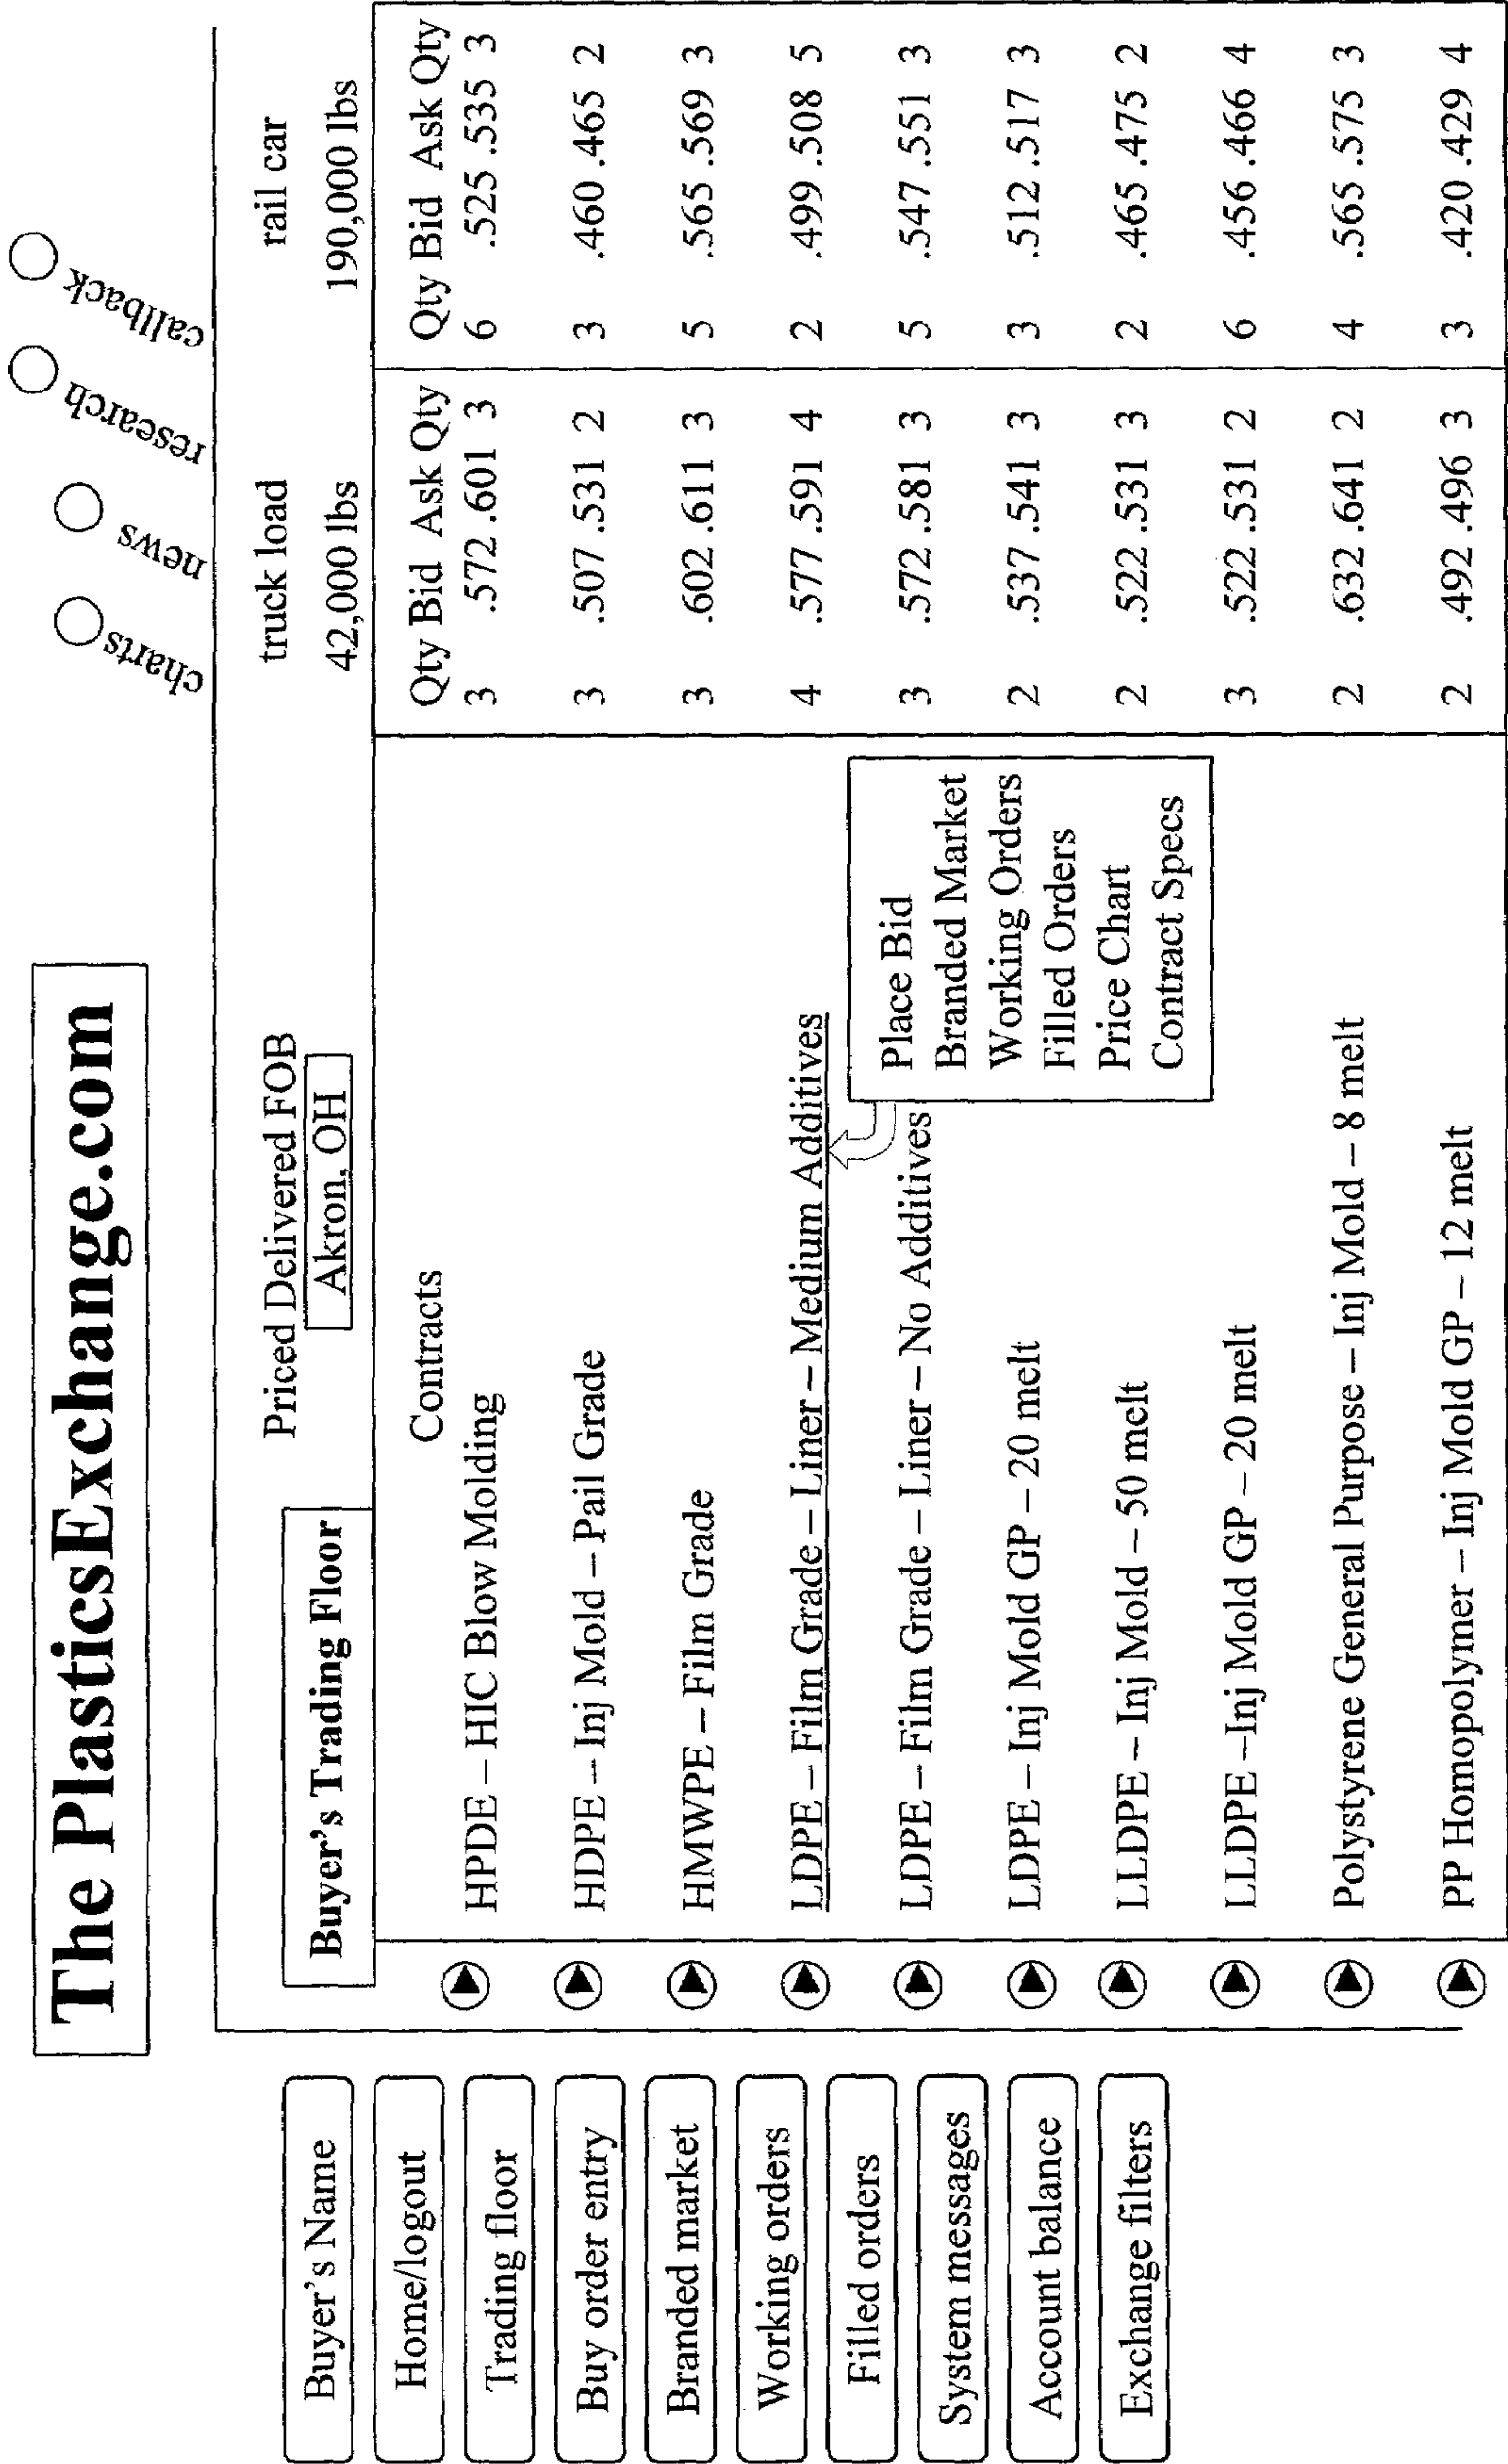 The PlasticsExchange.com
charts
news
research
callback
Buyer's Name
Home/logout
Trading floor
Buy order entry
Branded market
Working orders
Filled orders
System messages
Account balance
Exchange filters
Buyer's Trading Floor
Priced Delivered FOB
Akron, OH
truck load
42,000 lbs
rail car
190,000 lbs
Contracts Qty Bid Ask Qty Qty Bid Ask Qty
HPDE – HIC Blow Molding 3 .572 .601 3 6 .525 .535 3
HDPE – Inj Mold – Pail Grade 3 .507 .531 2 3 .460 .465 2
HMWPE – Film Grade 3 .602 .611 3 5 .565 .569 3
LDPE – Film Grade – Liner – Medium Additives 4 .577 .591 4 2 .499 .508 5
LDPE – Film Grade – Liner – No Additives 3 .572 .581 3 5 .547 .551 3
LDPE – Inj Mold GP – 20 melt 2 .537 .541 3 3 .512 .517 3
LLDPE – Inj Mold – 50 melt 2 .522 .531 3 2 .465 .475 2
LLDPE –Inj Mold GP – 20 melt 3 .522 .531 2 6 .456 .466 4
Polystyrene General Purpose – Inj Mold – 8 melt 2 .632 .641 2 4 .565 .575 3
PP Homopolymer – Inj Mold GP – 12 melt 2 .492 .496 3 3 .420 .429 4
Place Bid
Branded Market
Working Orders
Filled Orders
Price Chart
Contract Specs